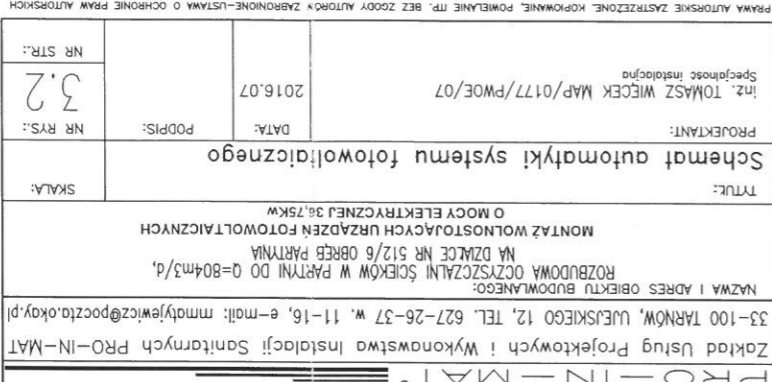 PRO-IN-MAT
Zakład Usług Projektowych i Wykonawstwa Instalacji Sanitarnych PRO-IN-MAT
33-100 TARNÓW, UJEJSKIEGO 12, TEL. 627-26-37 w. 11-16, e-mail: mmatyjewicz@poczta.okay.pl
NAZWA I ADRES OBIEKTU BUDOWLANEGO:
ROZBUDOWA OCZYSZCZALNI ŚCIEKÓW W PARTYNI DO Q=804m3/d,
NA DZIAŁCE NR 512/6 OBRĘB PARTYNIA
MONTAŻ WOLNOSTOJĄCYCH URZĄDZEŃ FOTOWOLTAICZNYCH
O MOCY ELEKTRYCZNEJ 36,75KW
TYTUŁ:
SKALA:
Schemat automatyki systemu fotowoltaicznego
PROJEKTANT:
DATA:
PODPIS:
NR RYS.:
inż. TOMASZ WIĘCEK MAP/0177/PWOE/07
2016.07
3.2
Specjalność instalacyjna
NR STR.:
PRAWA AUTORSKIE ZASTRZEŻONE. KOPIOWANIE, POWIELANIE ITP. BEZ ZGODY AUTORÓW ZABRONIONE-USTAWA O OCHRONIE PRAW AUTORSKICH